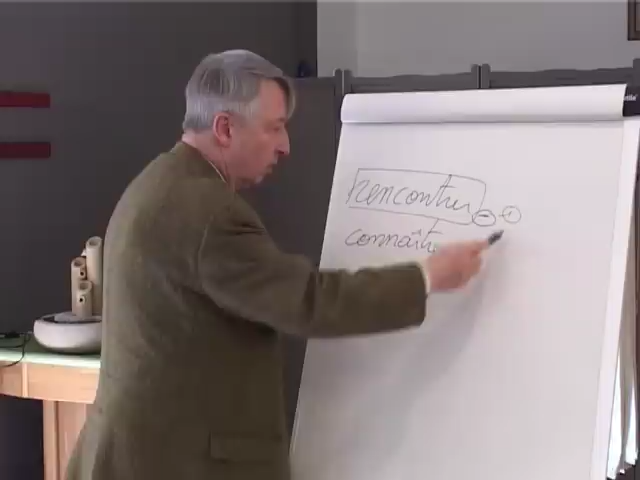 rencontrer - +
connaît